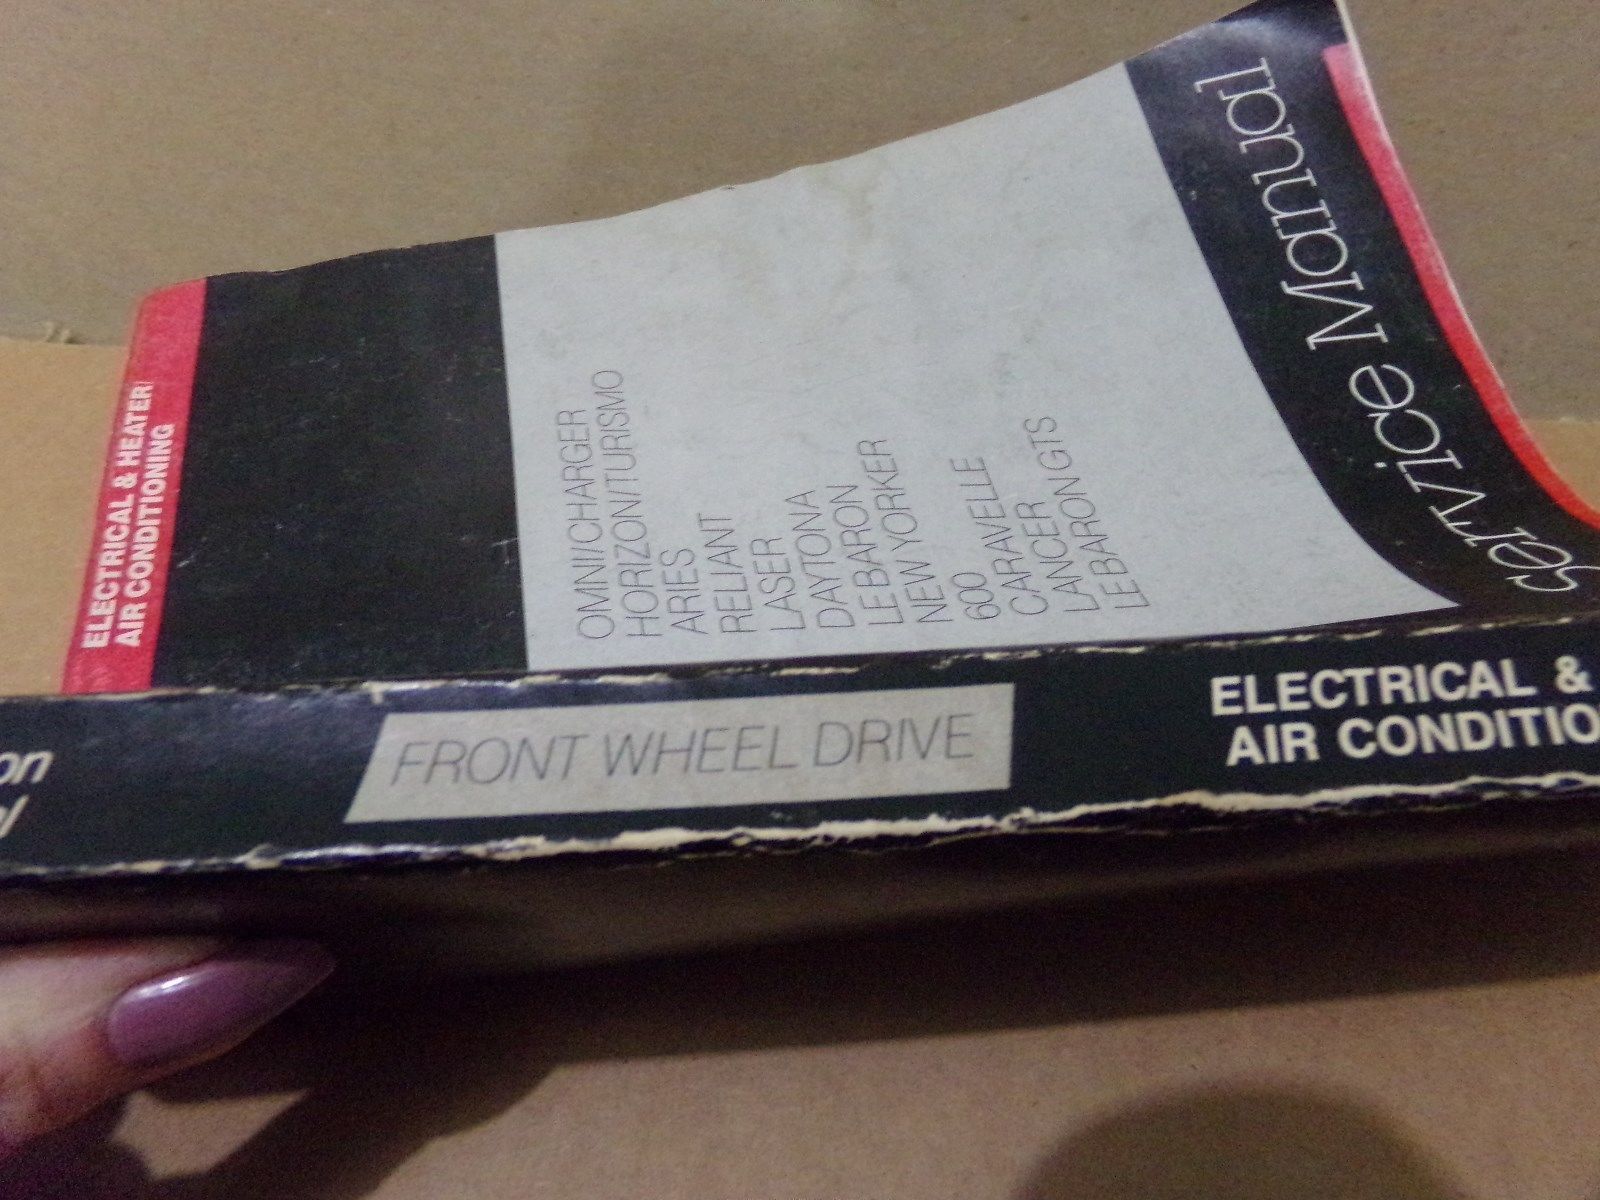 ELECTRICAL & HEATER/
AIR CONDITIONING
OMNI/CHARGER
HORIZON/TURISMO
ARIES
RELIANT
LASER
DAYTONA
LE BARON
NEW YORKER
600
CARAVELLE
LANCER
LE BARON GTS
Service Manual
FRONT WHEEL DRIVE
ELECTRICAL &
AIR